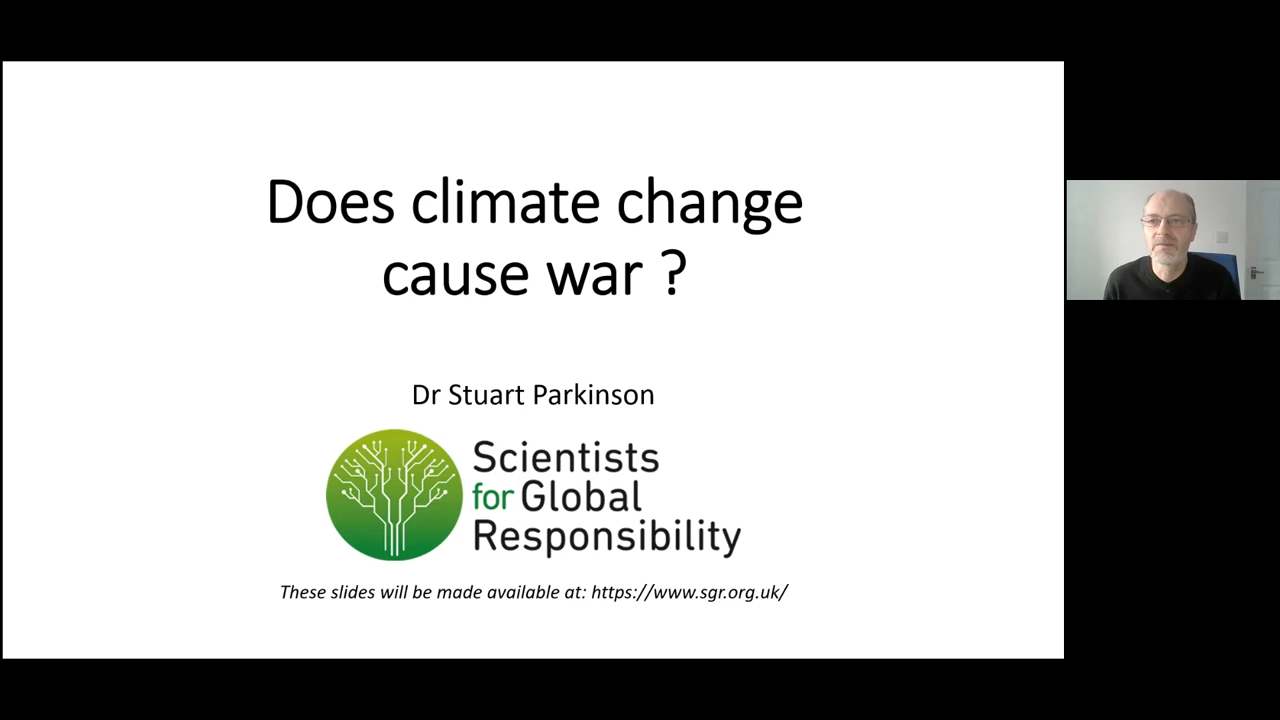 Does climate change
cause war ?
Dr Stuart Parkinson
Scientists
for Global
Responsibility
These slides will be made available at: https://www.sgr.org.uk/